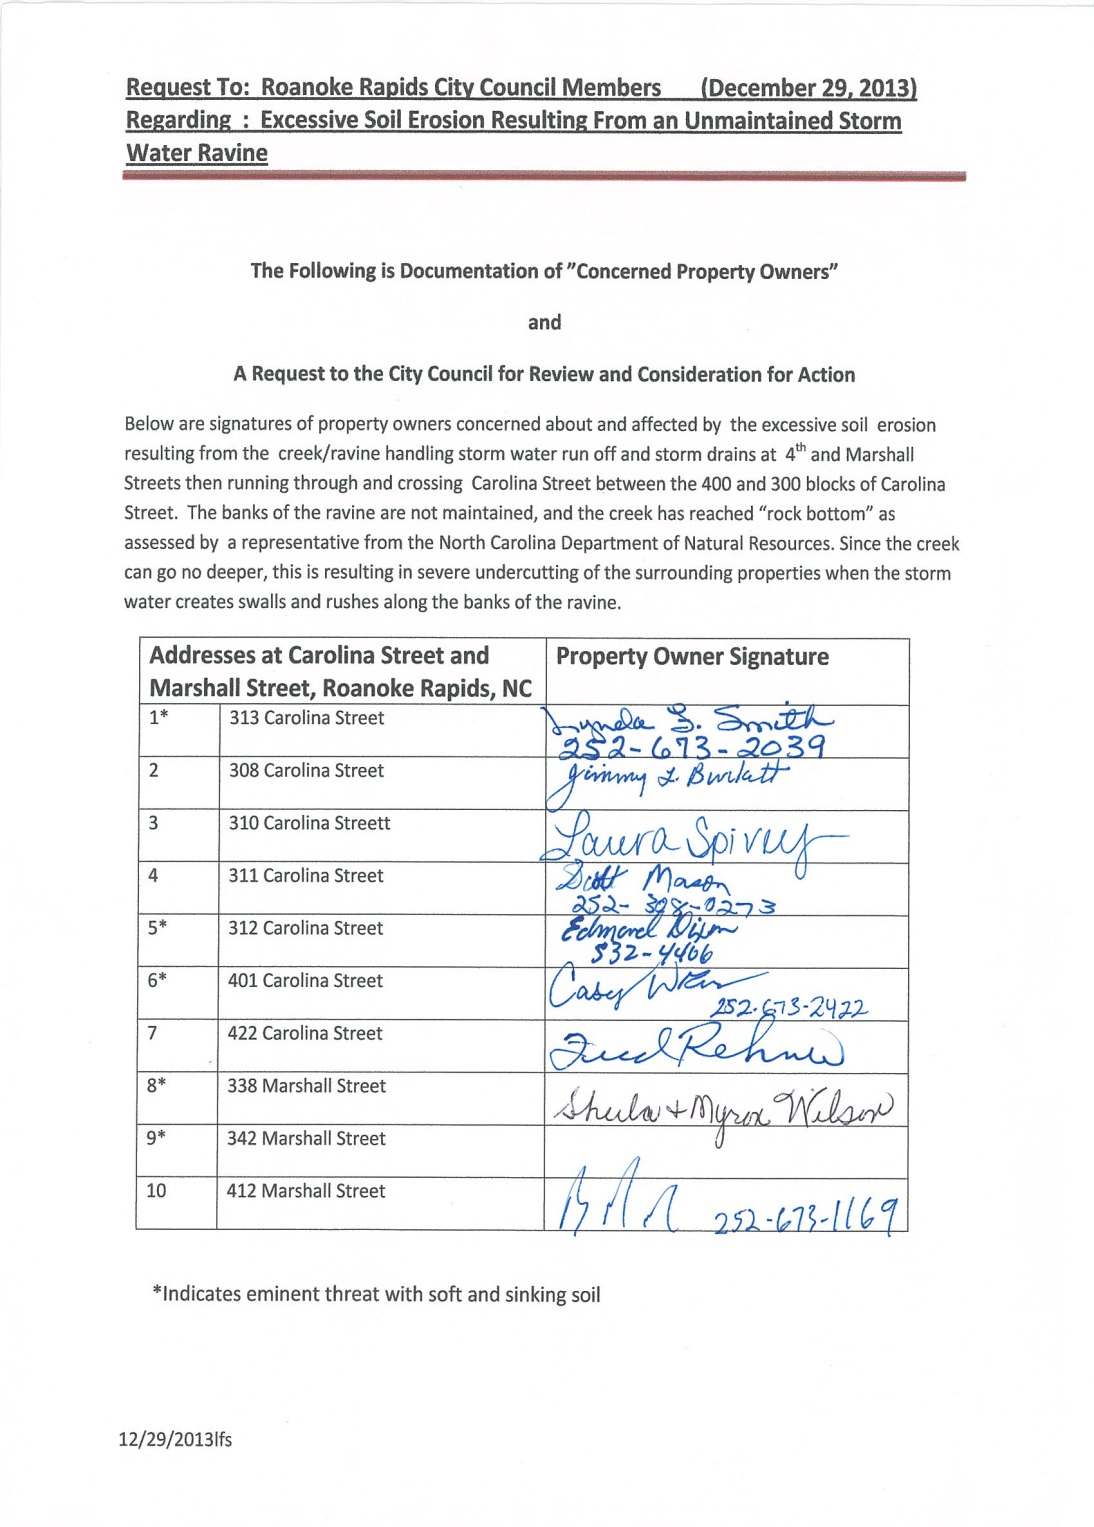 Request To: Roanoke Rapids City Council Members (December 29, 2013)
Regarding : Excessive Soil Erosion Resulting From an Unmaintained Storm
Water Ravine
The Following is Documentation of "Concerned Property Owners"
and
A Request to the City Council for Review and Consideration for Action
Below are signatures of property owners concerned about and affected by the excessive soil erosion
resulting from the creek/ravine handling storm water run off and storm drains at 4th and Marshall
Streets then running through and crossing Carolina Street between the 400 and 300 blocks of Carolina
Street. The banks of the ravine are not maintained, and the creek has reached "rock bottom" as
assessed by a representative from the North Carolina Department of Natural Resources. Since the creek
can go no deeper, this is resulting in severe undercutting of the surrounding properties when the storm
water creates swalls and rushes along the banks of the ravine.
Addresses at Carolina Street and
Marshall Street, Roanoke Rapids, NC
Property Owner Signature
1* 313 Carolina Street Lynda Smith
252-673-2039
2 308 Carolina Street Jimmy L. Burkett
3 310 Carolina Streett Laura Spivey
4 311 Carolina Street Scott Mason
252- -0273
5* 312 Carolina Street Edmond Dixon
532-4466
6* 401 Carolina Street Casey
252-673-2422
7 422 Carolina Street
8* 338 Marshall Street Sheila + Myron Wilson
9* 342 Marshall Street
10 412 Marshall Street 252-673-1169
*Indicates eminent threat with soft and sinking soil
12/29/2013lfs